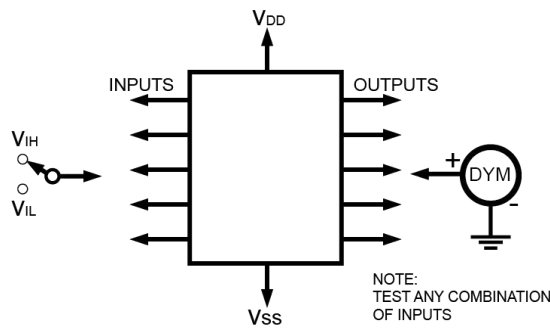 VDD
INPUTS
OUTPUTS
VIH
VIL
+
DYM
-
VSS
NOTE:
TEST ANY COMBINATION
OF INPUTS